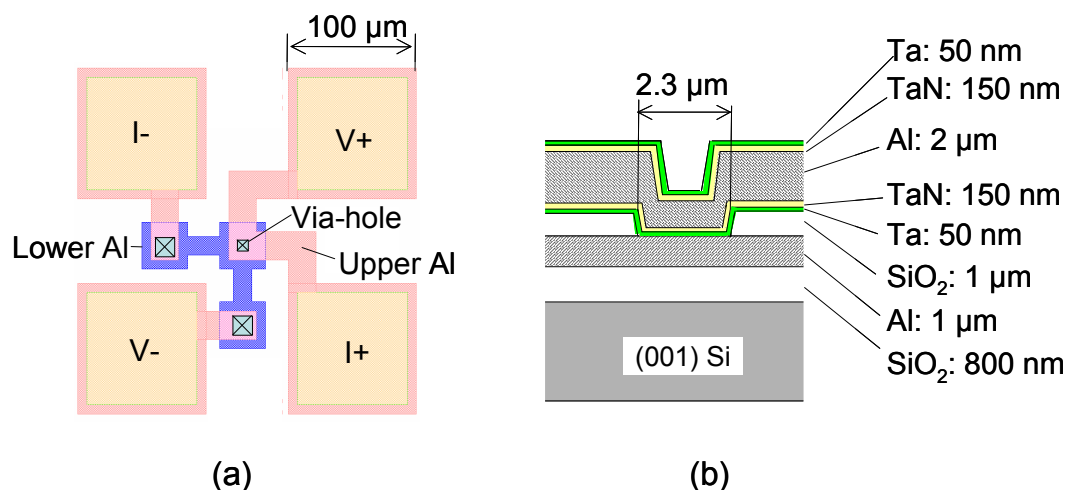 100 µm
I-
V+
Via-hole
Lower Al
Upper Al
V-
I+
(a)
2.3 µm
Ta: 50 nm
TaN: 150 nm
Al: 2 µm
TaN: 150 nm
Ta: 50 nm
SiO₂: 1 µm
Al: 1 µm
SiO₂: 800 nm
(001) Si
(b)